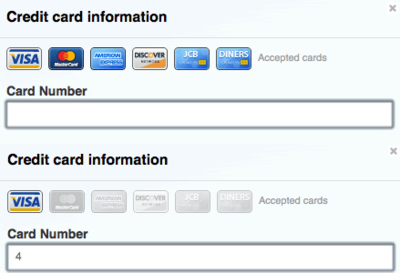 Credit card information
VISA MasterCard AMERICAN EXPRESS DISCOVER NETWORK JCB DINERS Accepted cards
Card Number
Credit card information
VISA MasterCard AMERICAN EXPRESS DISCOVER NETWORK JCB DINERS Accepted cards
Card Number
4